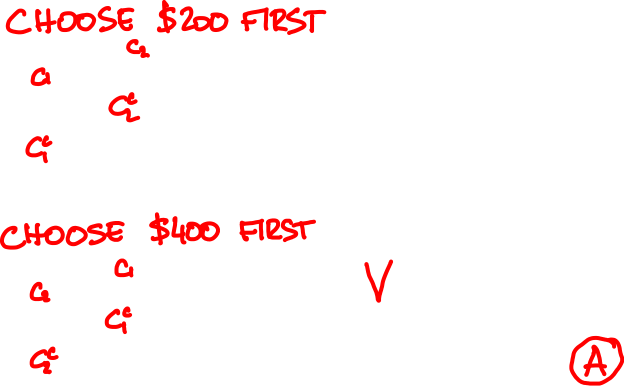 CHOOSE $200 FIRST
C₂
C₁
C₂ᶜ
C₁ᶜ
CHOOSE $400 FIRST
C₁
C₂
V
C₁ᶜ
C₂ᶜ
A